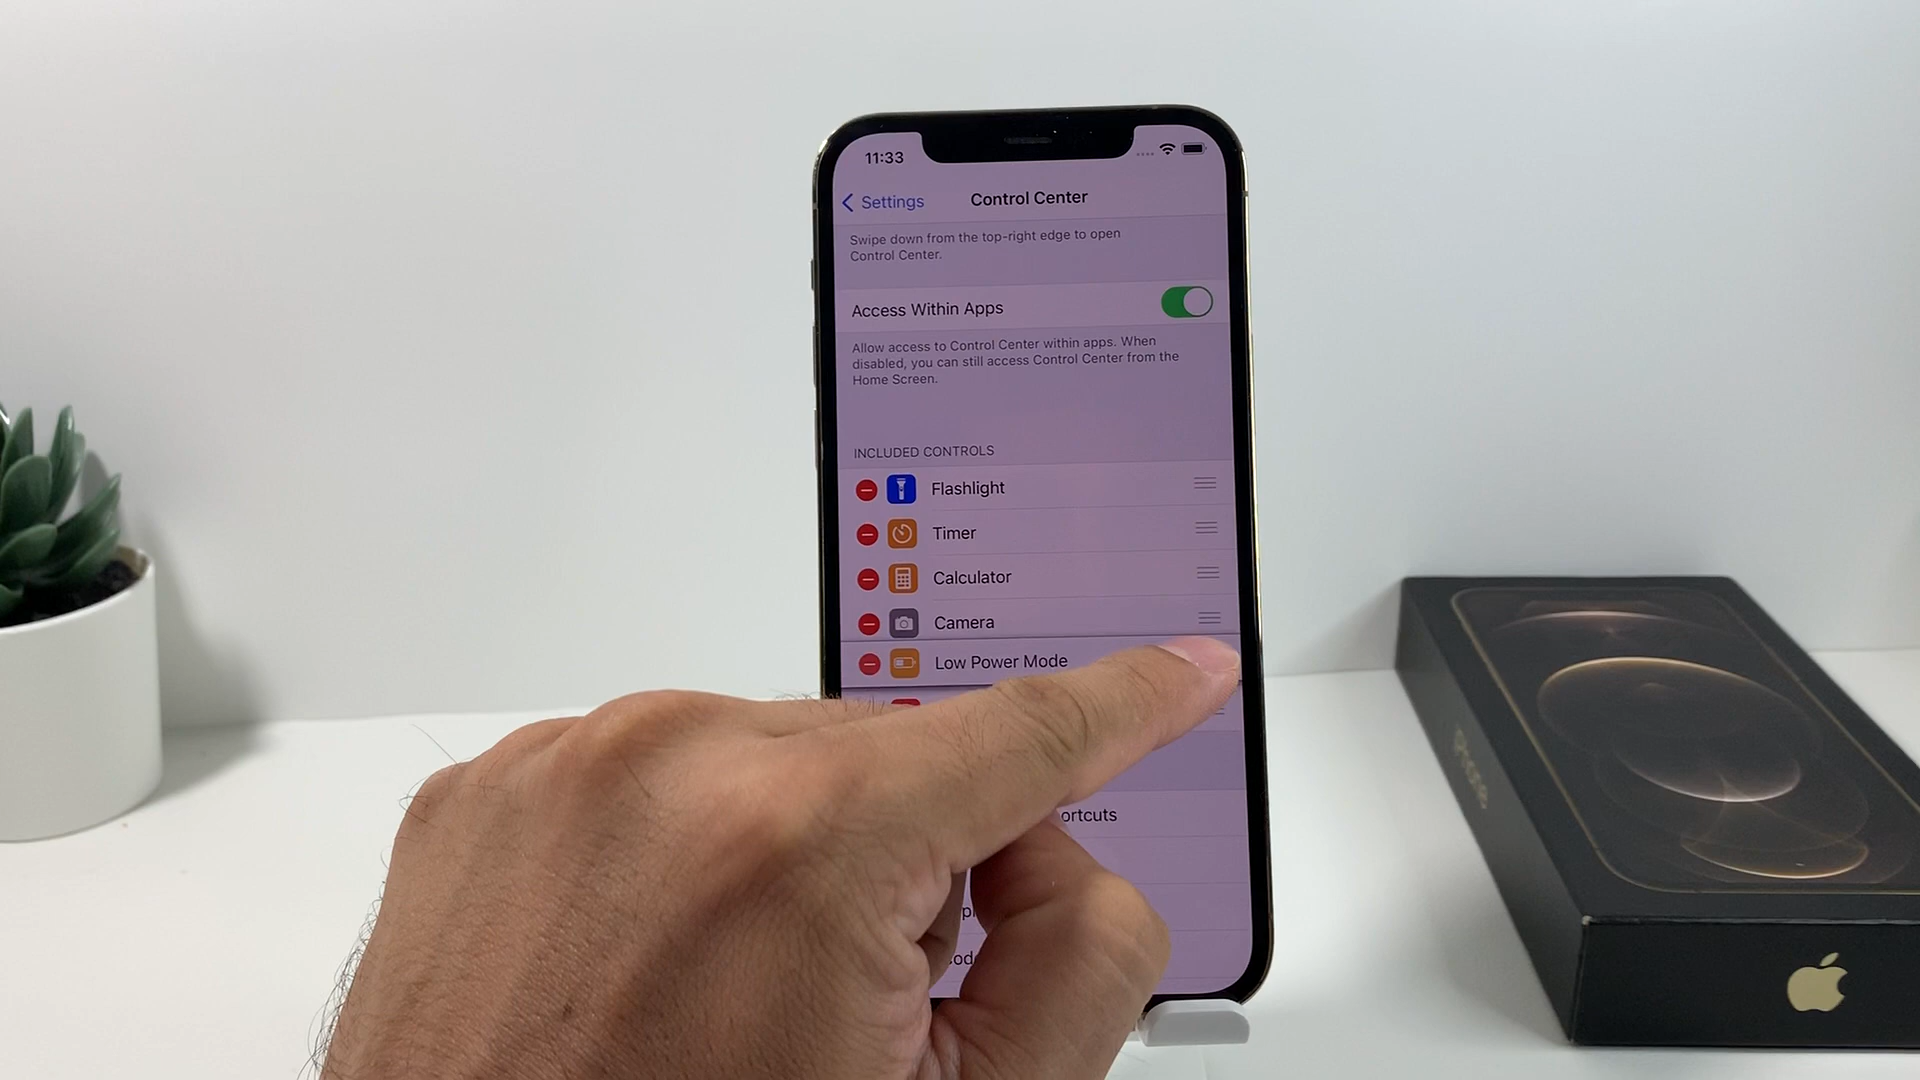 11:33
Settings
Control Center
Swipe down from the top-right edge to open
Control Center.
Access Within Apps
Allow access to Control Center within apps. When
disabled, you can still access Control Center from the
Home Screen.
INCLUDED CONTROLS
Flashlight
Timer
Calculator
Camera
Low Power Mode
ortcuts